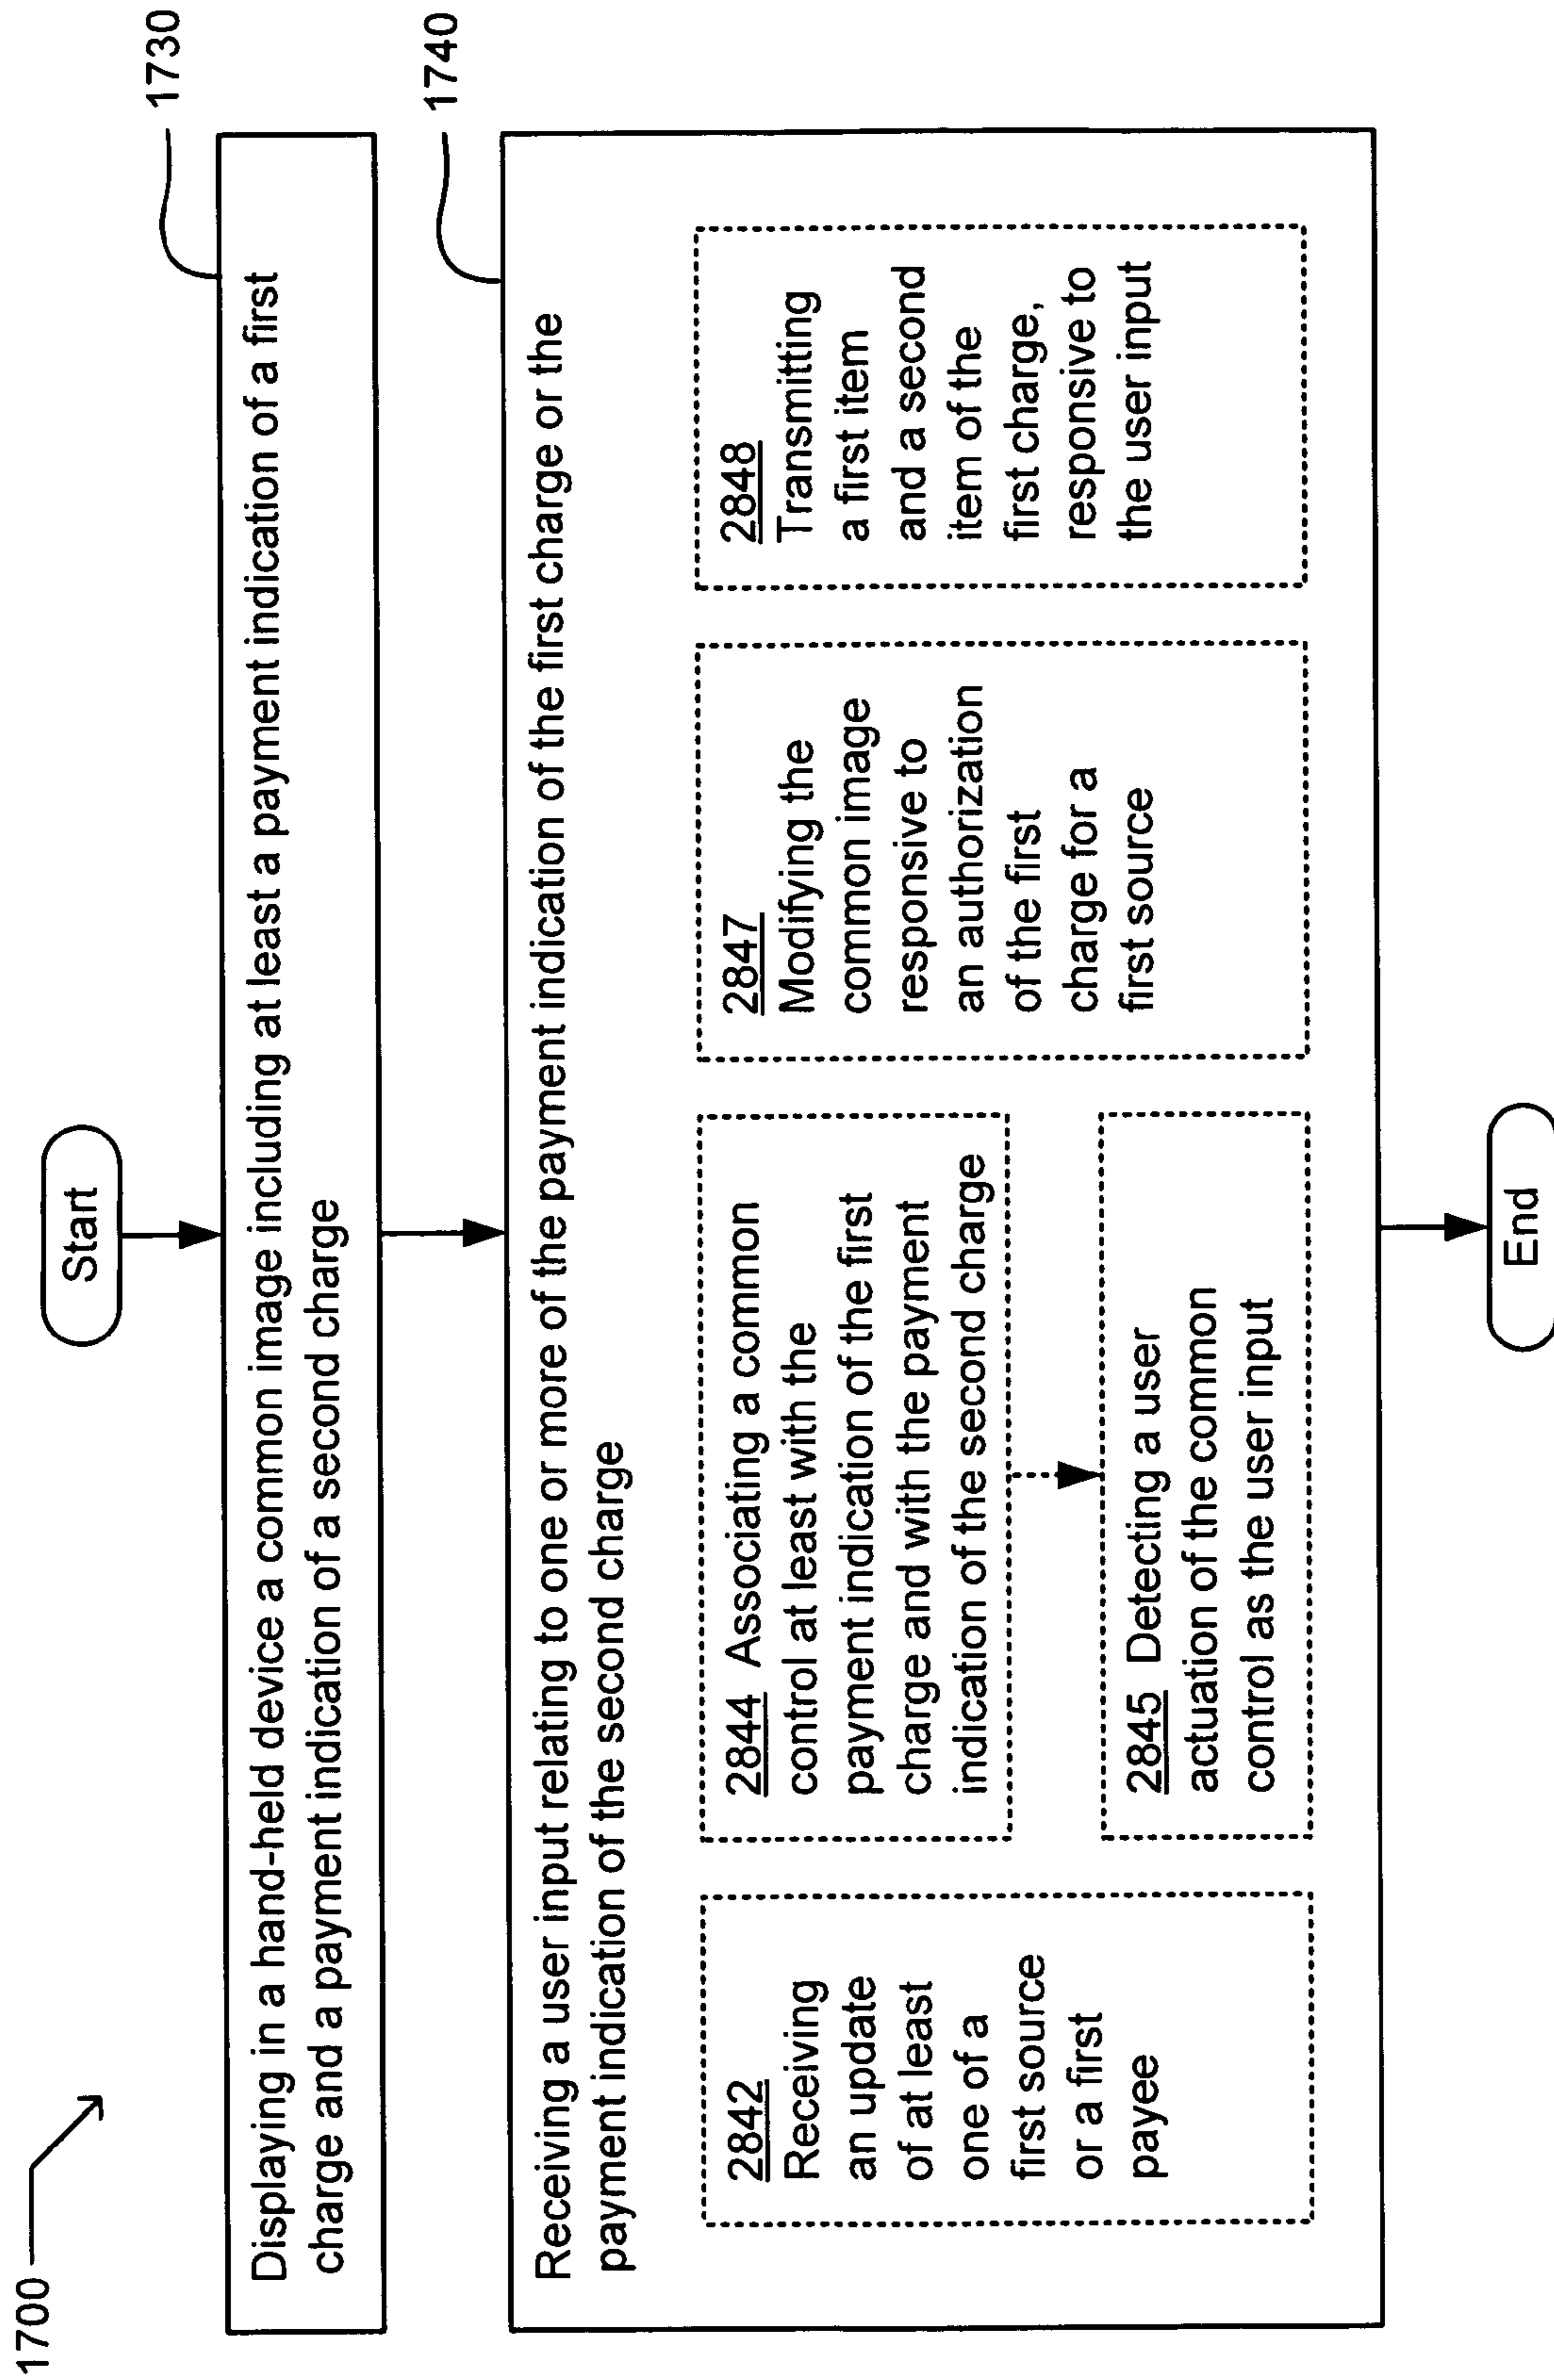 1700
Start
1730
Displaying in a hand-held device a common image including at least a payment indication of a first
charge and a payment indication of a second charge
1740
Receiving a user input relating to one or more of the payment indication of the first charge or the
payment indication of the second charge
2842
Receiving
an update
of at least
one of a
first source
or a first
payee
2844 Associating a common
control at least with the
payment indication of the first
charge and with the payment
indication of the second charge
2845 Detecting a user
actuation of the common
control as the user input
2847
Modifying the
common image
responsive to
an authorization
of the first
charge for a
first source
2848
Transmitting
a first item
and a second
item of the
first charge,
responsive to
the user input
End